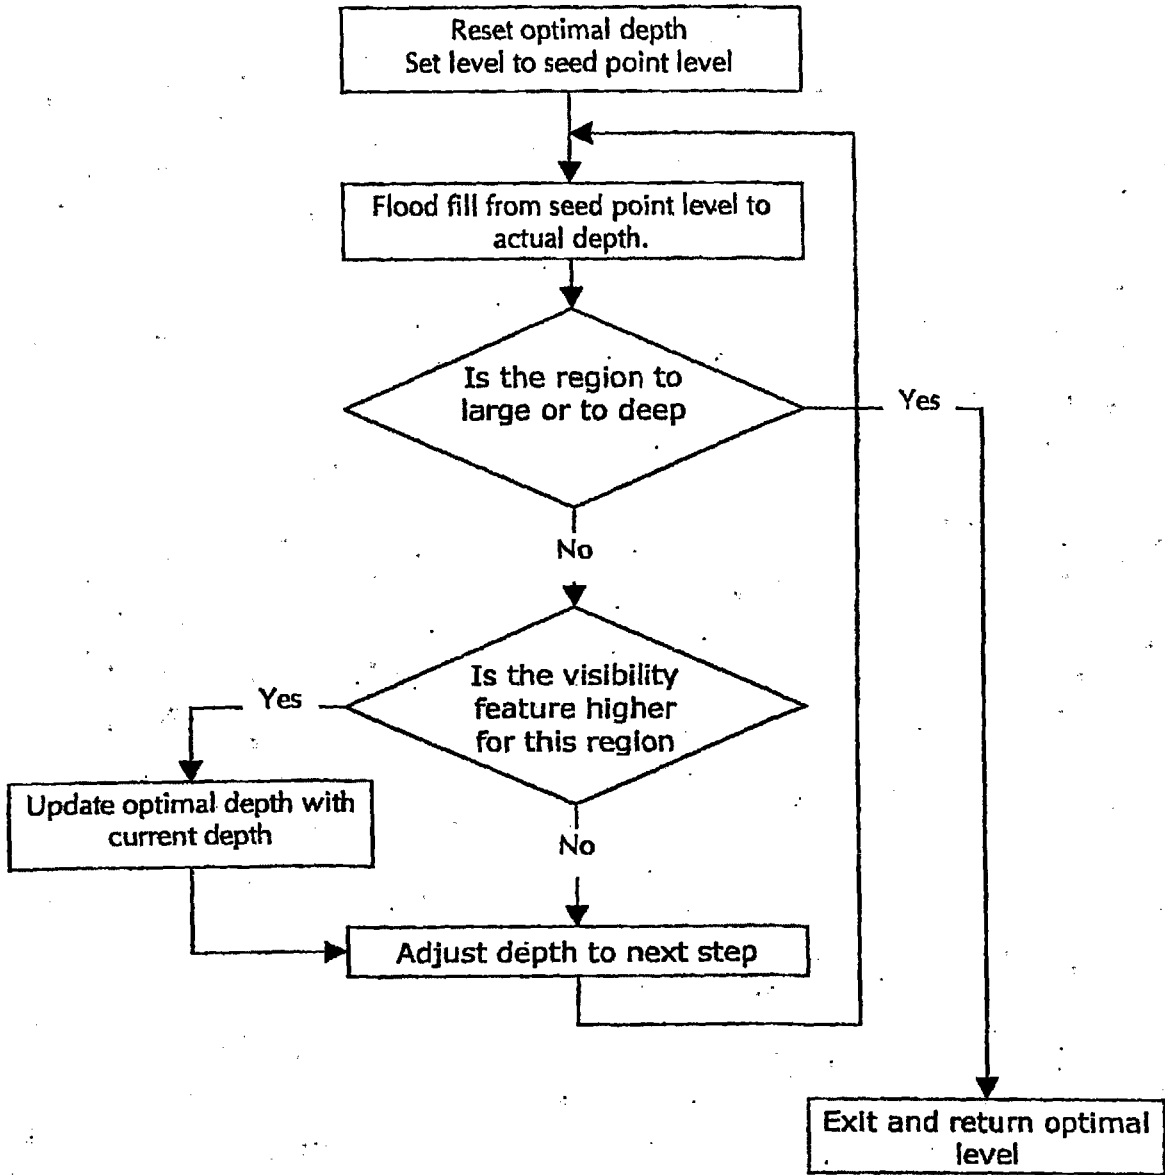 Reset optimal depth
Set level to seed point level
Flood fill from seed point level to
actual depth.
Is the region to
large or to deep
Yes
No
Is the visibility
feature higher
for this region
Yes
Update optimal depth with
current depth
No
Adjust depth to next step
Exit and return optimal
level